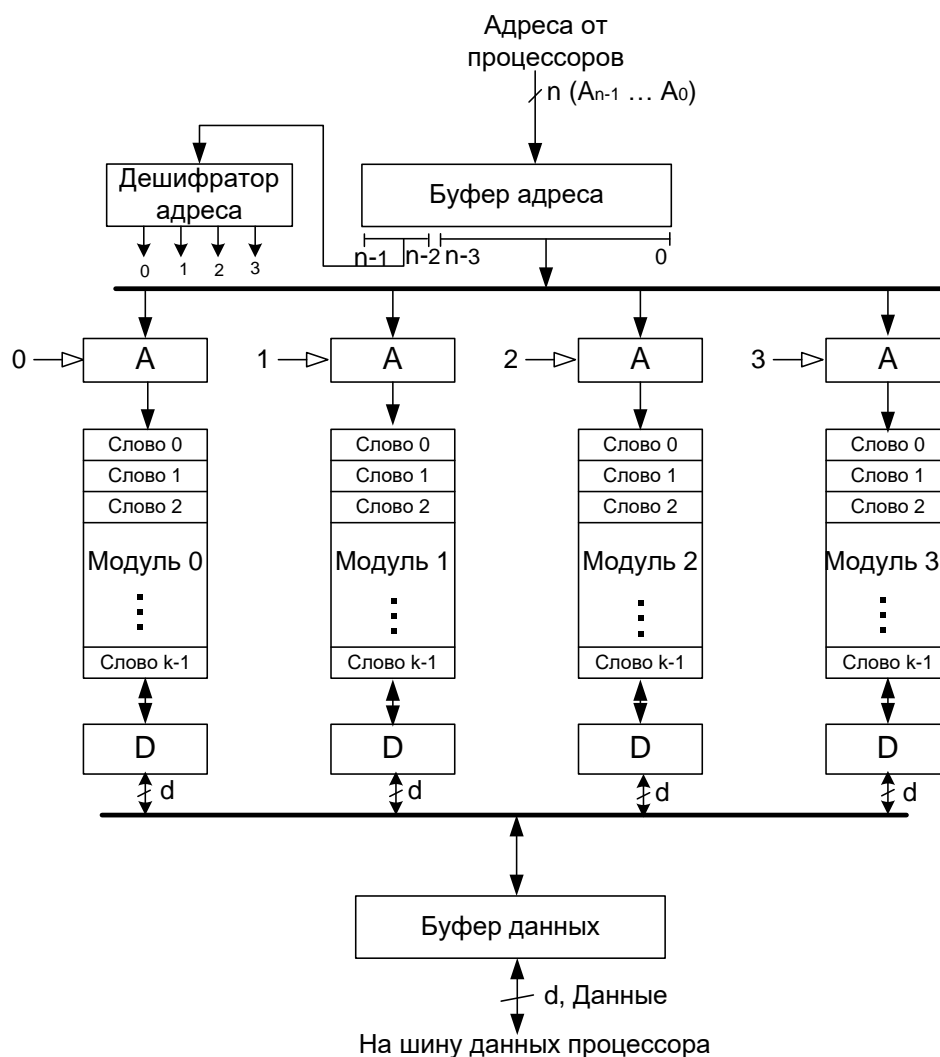 Адреса от
процессоров
n (An-1 … A0)
Дешифратор
адреса
Буфер адреса
n-1 n-2 n-3 0
0 1 2 3
0 A 1 A 2 A 3 A
Слово 0 Слово 0 Слово 0 Слово 0
Слово 1 Слово 1 Слово 1 Слово 1
Слово 2 Слово 2 Слово 2 Слово 2
Модуль 0 Модуль 1 Модуль 2 Модуль 3
Слово k-1 Слово k-1 Слово k-1 Слово k-1
D D D D
d d d d
Буфер данных
d, Данные
На шину данных процессора